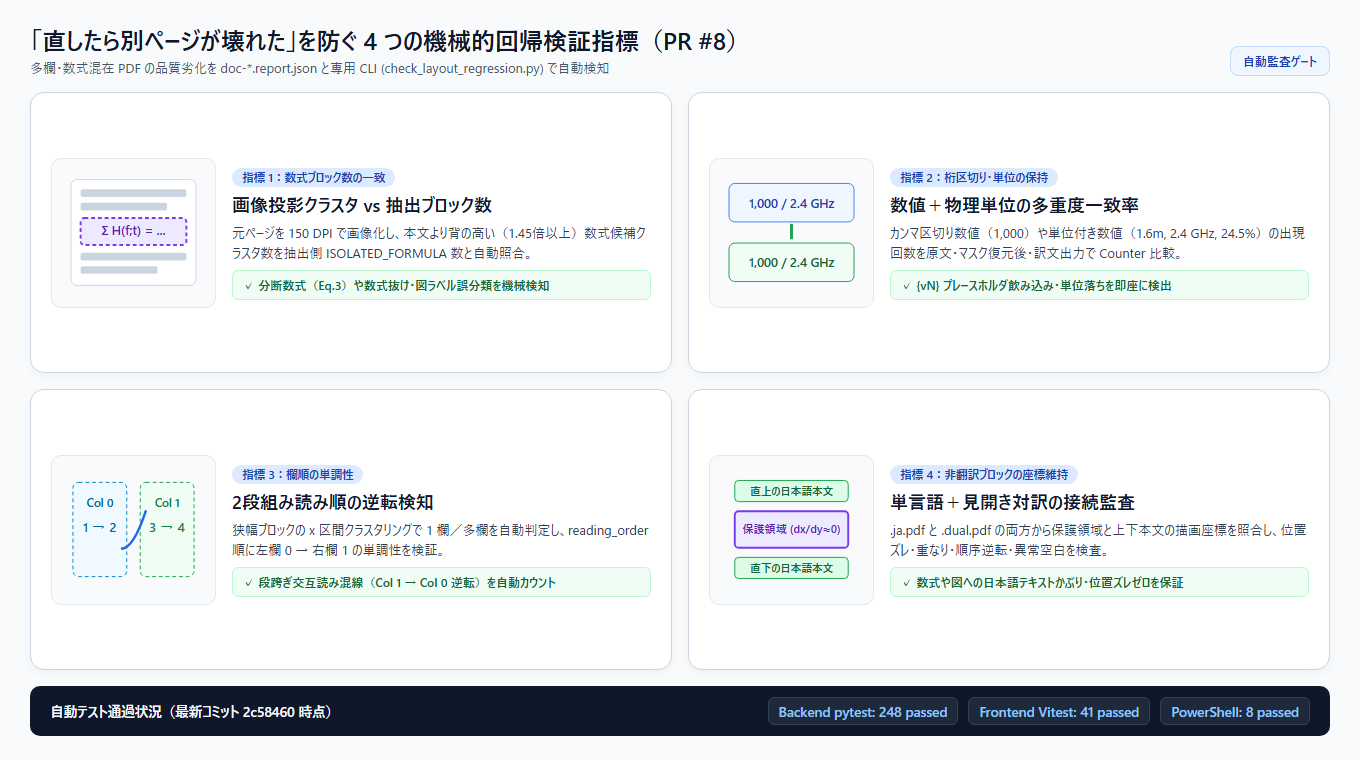 「直したら別ページが壊れた」を防ぐ 4 つの機械的回帰検証指標（PR #8）
多欄・数式混在 PDF の品質劣化を doc-*.report.json と専用 CLI (check_layout_regression.py) で自動検知
自動監査ゲート
Σ H(f;t) = ...
指標 1：数式ブロック数の一致
画像投影クラスタ vs 抽出ブロック数
元ページを 150 DPI で画像化し、本文より背の高い（1.45倍以上）数式候補ク
ラスタ数を抽出側 ISOLATED_FORMULA 数と自動照合。
✓ 分断数式（Eq.3）や数式抜け・図ラベル誤分類を機械検知
1,000 / 2.4 GHz
1,000 / 2.4 GHz
指標 2：桁区切り・単位の保持
数値＋物理単位の多重度一致率
カンマ区切り数値（1,000）や単位付き数値（1.6m, 2.4 GHz, 24.5%）の出現
回数を原文・マスク復元後・訳文出力で Counter 比較。
✓ {vN} プレースホルダ飲み込み・単位落ちを即座に検出
Col 0
1 → 2
Col 1
3 → 4
指標 3：欄順の単調性
2段組み読み順の逆転検知
狭幅ブロックの x 区間クラスタリングで 1 欄／多欄を自動判定し、reading_order
順に左欄 0 → 右欄 1 の単調性を検証。
✓ 段跨ぎ交互読み混線（Col 1 → Col 0 逆転）を自動カウント
直上の日本語本文
保護領域 (dx/dy≈0)
直下の日本語本文
指標 4：非翻訳ブロックの座標維持
単言語＋見開き対訳の接続監査
.ja.pdf と .dual.pdf の両方から保護領域と上下本文の描画座標を照合し、位置
ズレ・重なり・順序逆転・異常空白を検査。
✓ 数式や図への日本語テキストかぶり・位置ズレゼロを保証
自動テスト通過状況（最新コミット 2c58460 時点）
Backend pytest: 248 passed
Frontend Vitest: 41 passed
PowerShell: 8 passed